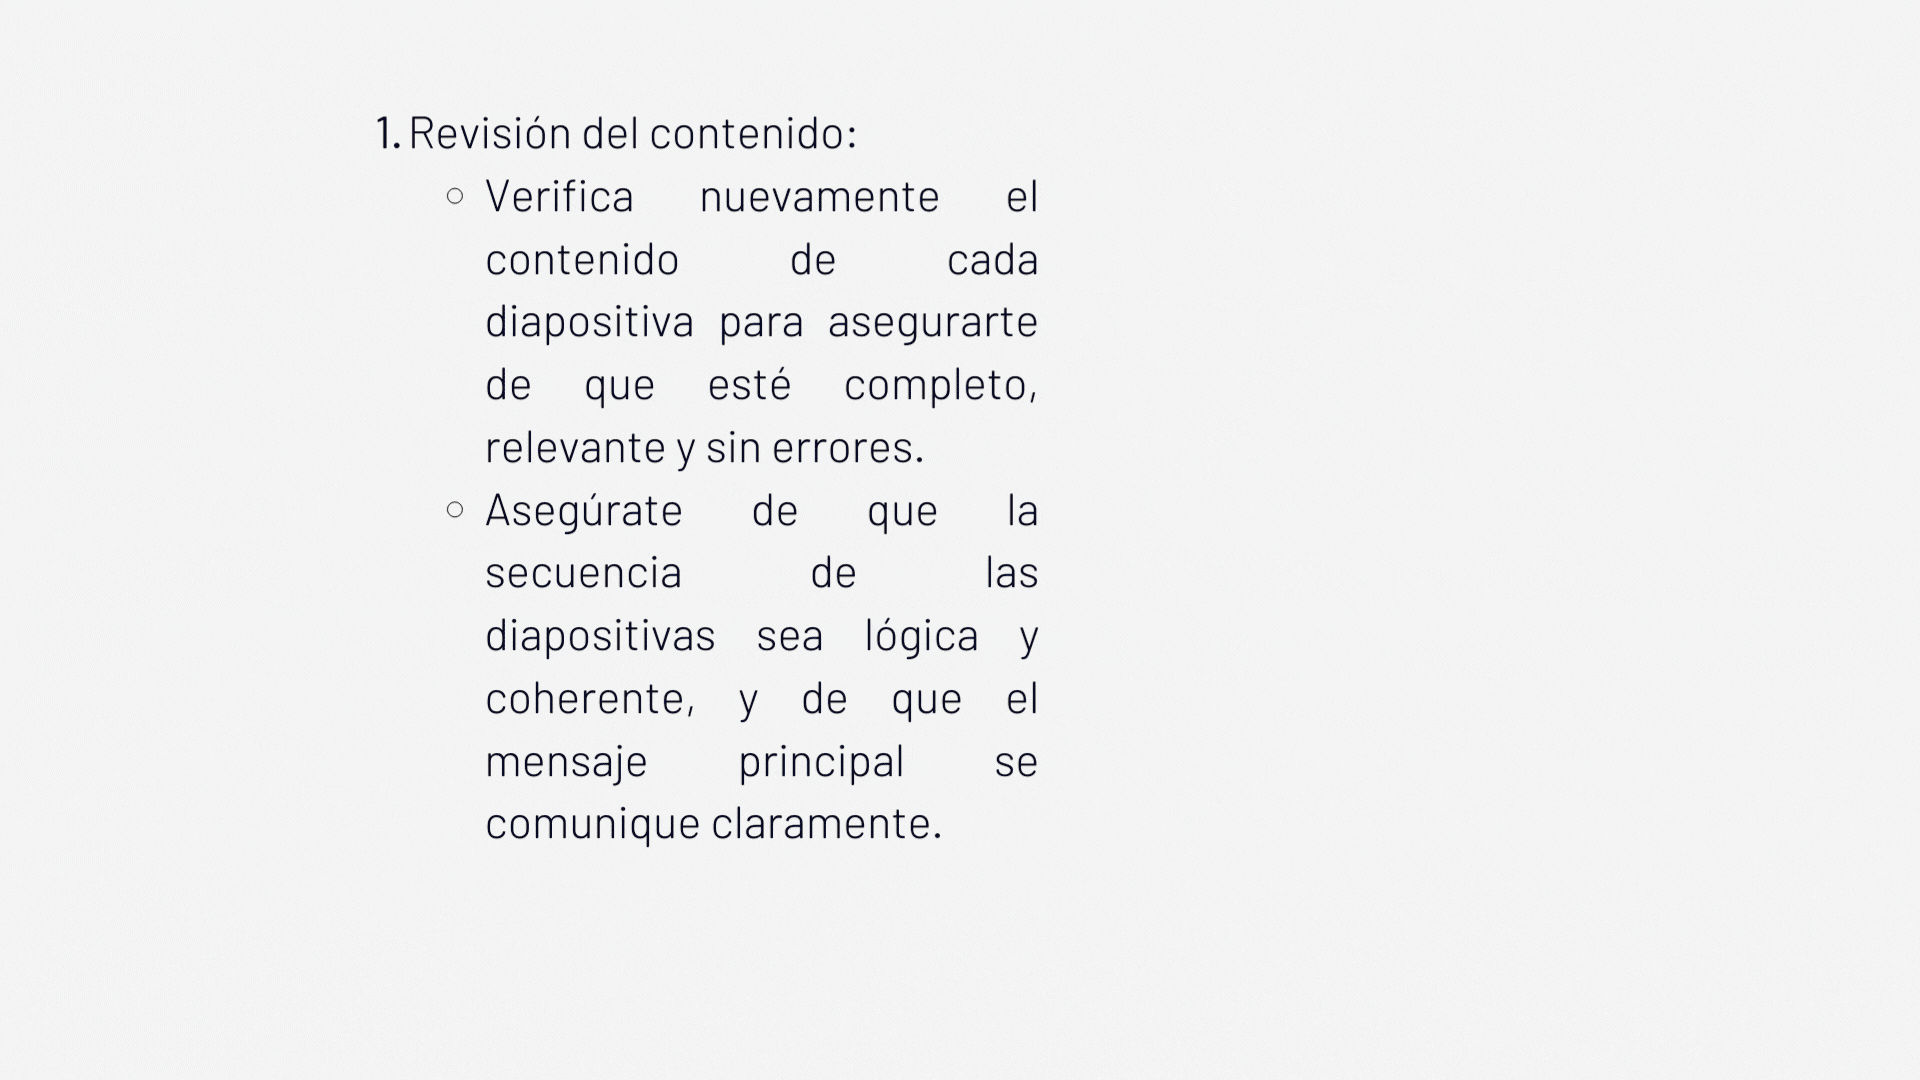 1. Revisión del contenido:
○ Verifica nuevamente el
contenido de cada
diapositiva para asegurarte
de que esté completo,
relevante y sin errores.
○ Asegúrate de que la
secuencia de las
diapositivas sea lógica y
coherente, y de que el
mensaje principal se
comunique claramente.